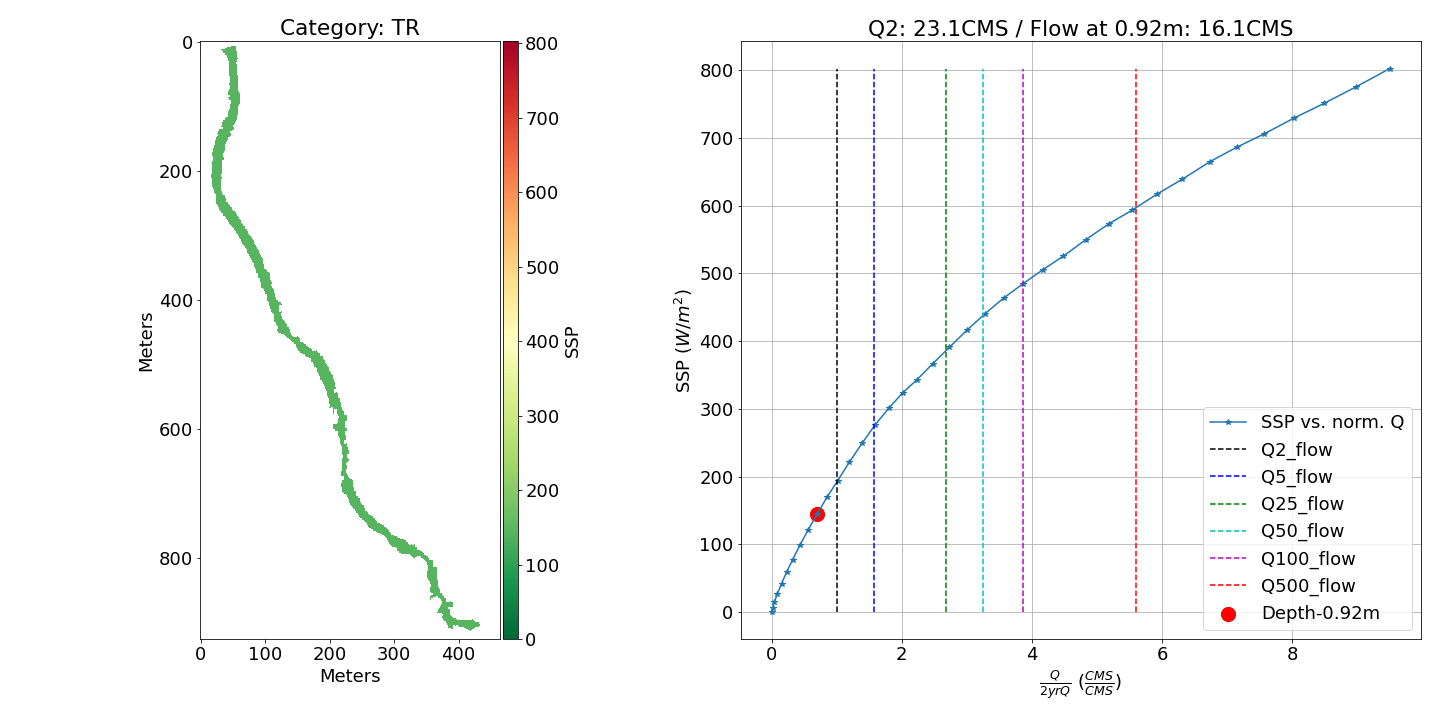 Category: TR
0
200
400
600
800
Meters
0
100
200
300
400
Meters
800
700
600
500
400
300
200
100
0
SSP
Q2: 23.1CMS / Flow at 0.92m: 16.1CMS
800
700
600
500
400
300
200
100
0
SSP (W/m²)
0
2
4
6
8
Q/2yrQ (CMS/CMS)
SSP vs. norm. Q
Q2_flow
Q5_flow
Q25_flow
Q50_flow
Q100_flow
Q500_flow
Depth-0.92m